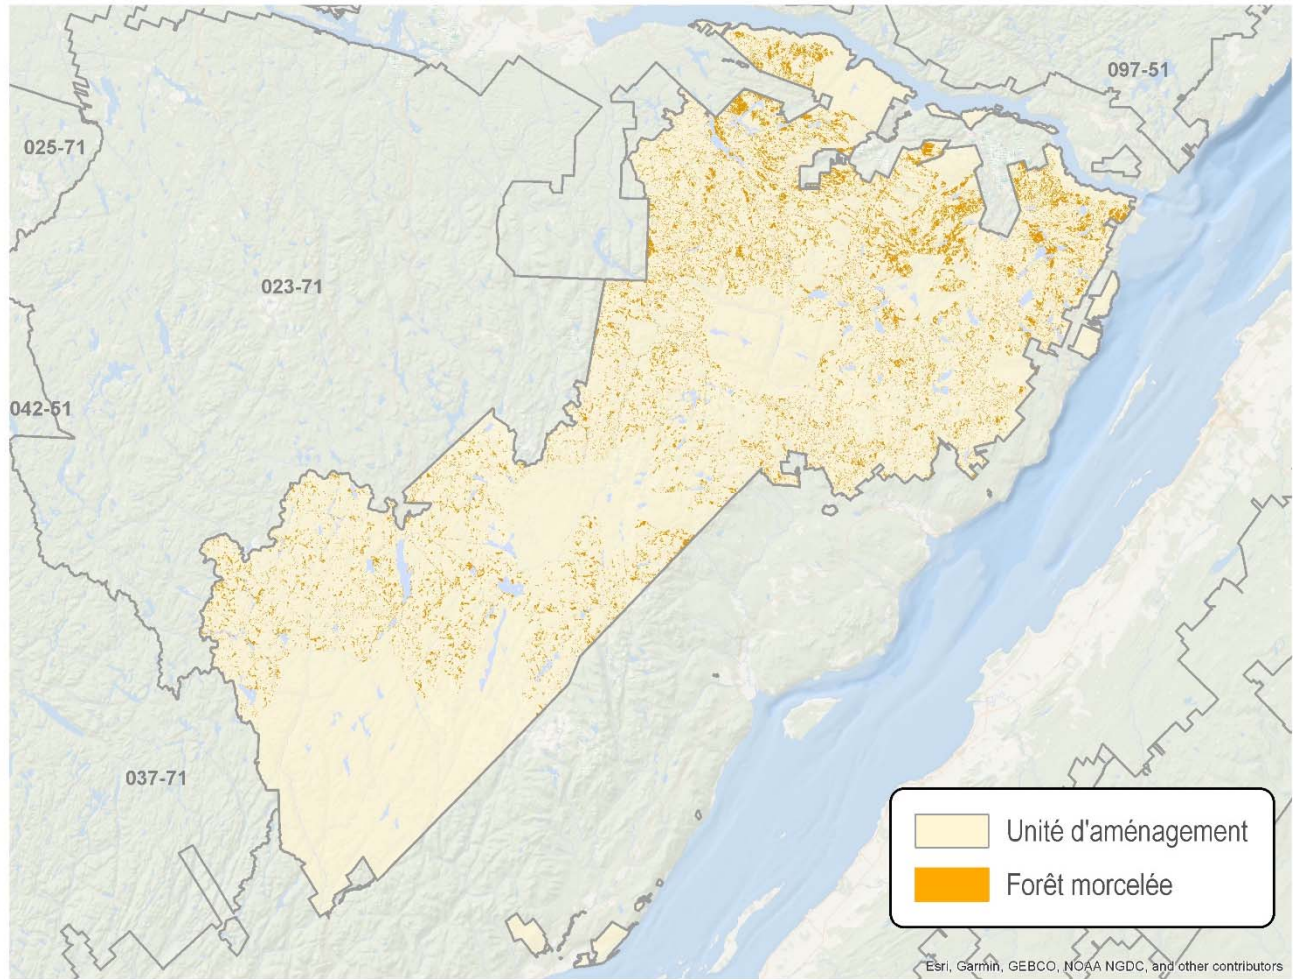 097-51
025-71
023-71
042-51
037-71
Unité d'aménagement
Forêt morcelée
Esri, Garmin, GEBCO, NOAA NGDC, and other contributors